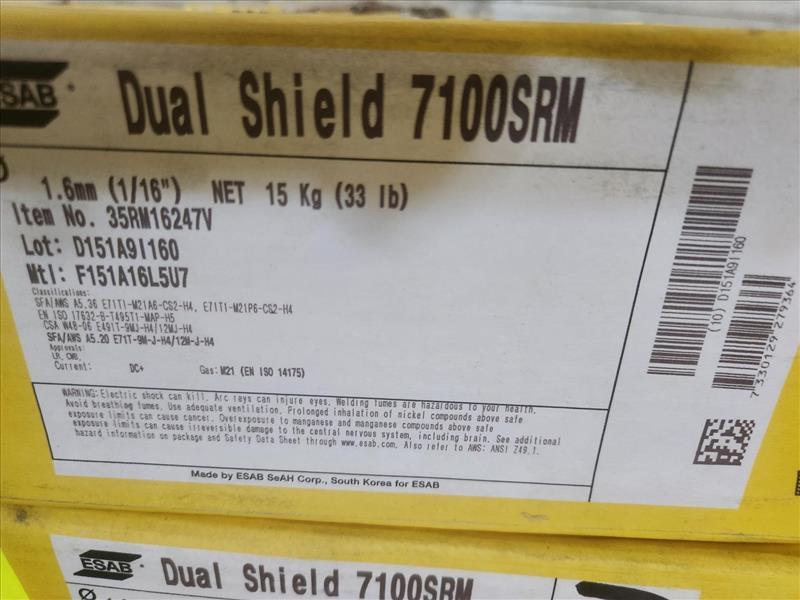 ESAB Dual Shield 7100SRM
Ø 1.6mm (1/16") NET 15 Kg (33 lb)
Item No. 35RM16247V
Lot: D151A9I160
Mtl: F151A16L5U7
Classifications:
SFA/AWS A5.36 E71T1-M21A6-CS2-H4, E71T1-M21P6-CS2-H4
EN ISO 17632-B-T495T1-MAP-H5
CSA W48-06 E491T-9MJ-H4/12MJ-H4
SFA/AWS A5.20 E71T-9M-J-H4/12M-J-H4
Approvals:
LR, CWB,
Current: DC+ Gas: M21 (EN ISO 14175)
WARNING: Electric shock can kill. Arc rays can injure eyes. Welding fumes are hazardous to your health.
Avoid breathing fumes. Use adequate ventilation. Prolonged inhalation of nickel compounds above safe
exposure limits can cause cancer. Overexposure to manganese and manganese compounds above safe
exposure limits can cause irreversible damage to the central nervous system, including brain. See additional
hazard information on package and Safety Data Sheet through www.esab.com. Also refer to AWS: ANSI Z49.1.
Made by ESAB SeAH Corp., South Korea for ESAB
(10) D151A9I160
7 330129 279364
ESAB Dual Shield 7100SRM
Ø